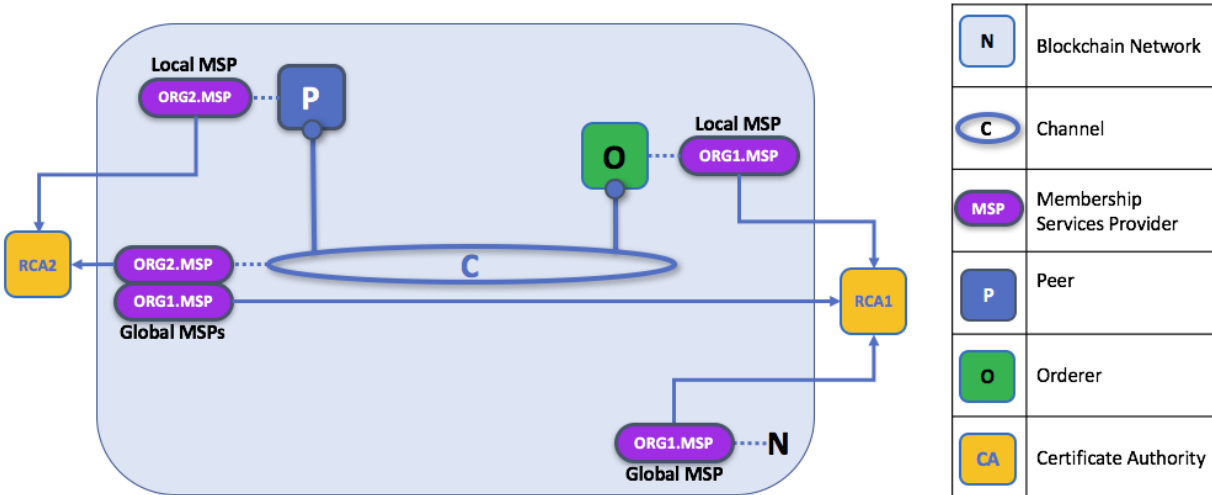 Local MSP
ORG2.MSP
P
Local MSP
O
ORG1.MSP
RCA2
ORG2.MSP
C
ORG1.MSP
RCA1
Global MSPs
ORG1.MSP
N
Global MSP
N
Blockchain Network
C
Channel
MSP
Membership
Services Provider
P
Peer
O
Orderer
CA
Certificate Authority